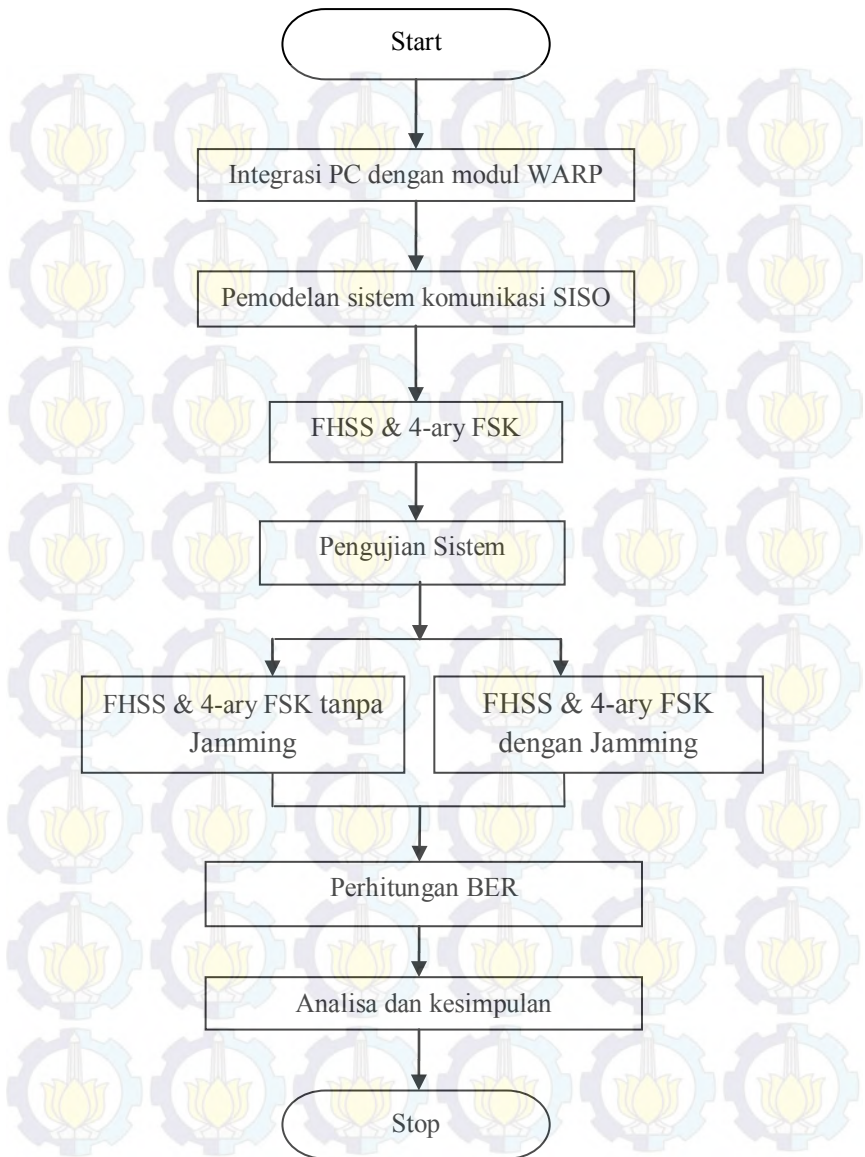 Start
Integrasi PC dengan modul WARP
Pemodelan sistem komunikasi SISO
FHSS & 4-ary FSK
Pengujian Sistem
FHSS & 4-ary FSK tanpa
Jamming
FHSS & 4-ary FSK
dengan Jamming
Perhitungan BER
Analisa dan kesimpulan
Stop